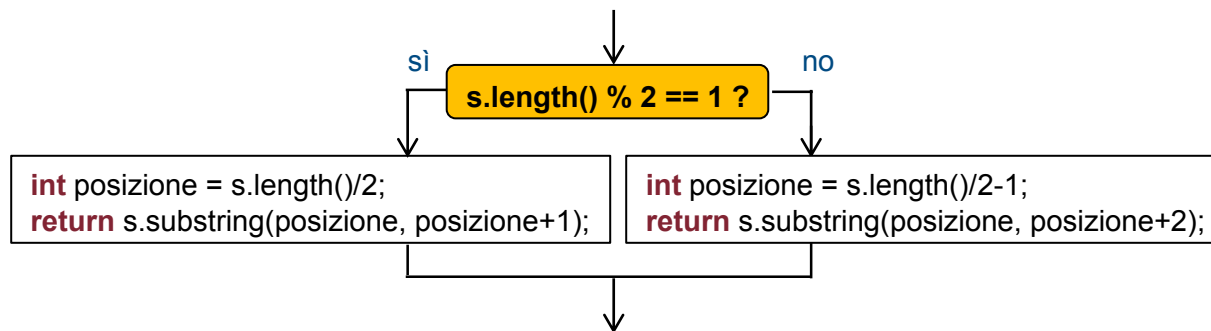 sì
no
s.length() % 2 == 1 ?
int posizione = s.length()/2;
return s.substring(posizione, posizione+1);
int posizione = s.length()/2-1;
return s.substring(posizione, posizione+2);